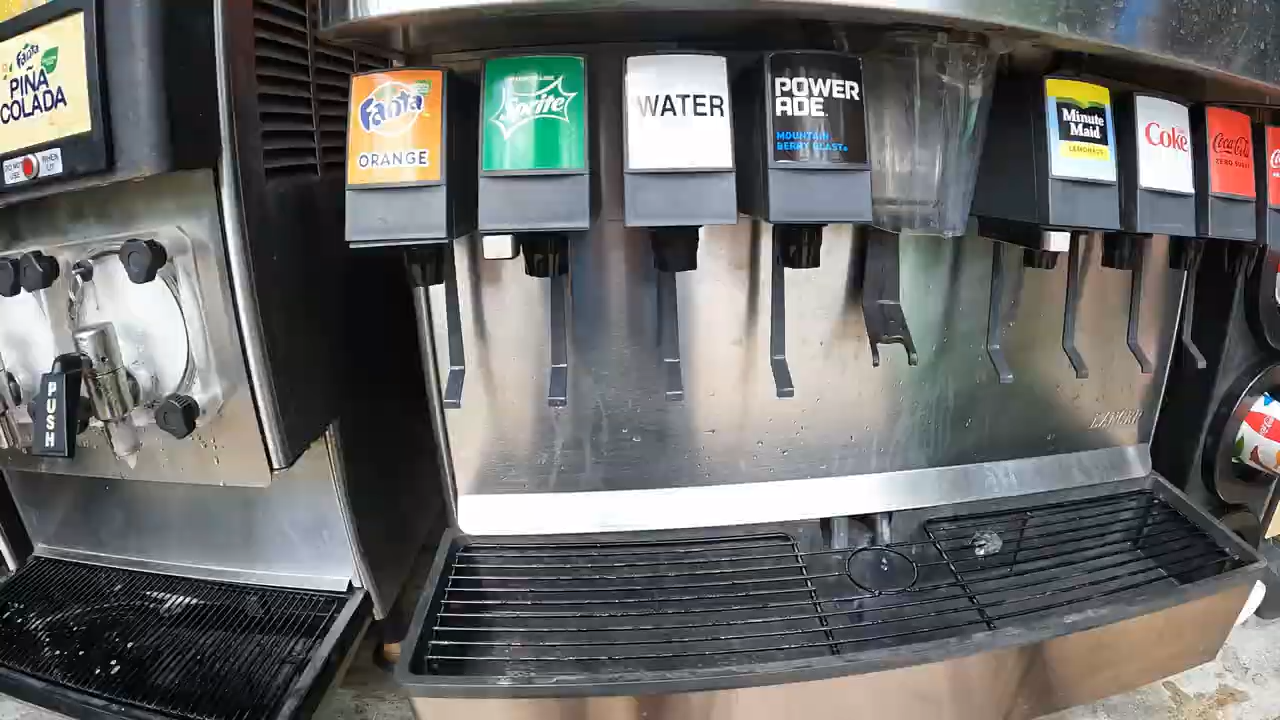 Fanta
PIÑA
COLADA
DO NOT
USE
WHEN
LIT
PUSH
Fanta
ORANGE
Sprite
WATER
POWER
ADE
MOUNTAIN
BERRY BLAST
Minute
Maid
LEMONADE
Coke
Coca-Cola
ZERO SUGAR
LANCER